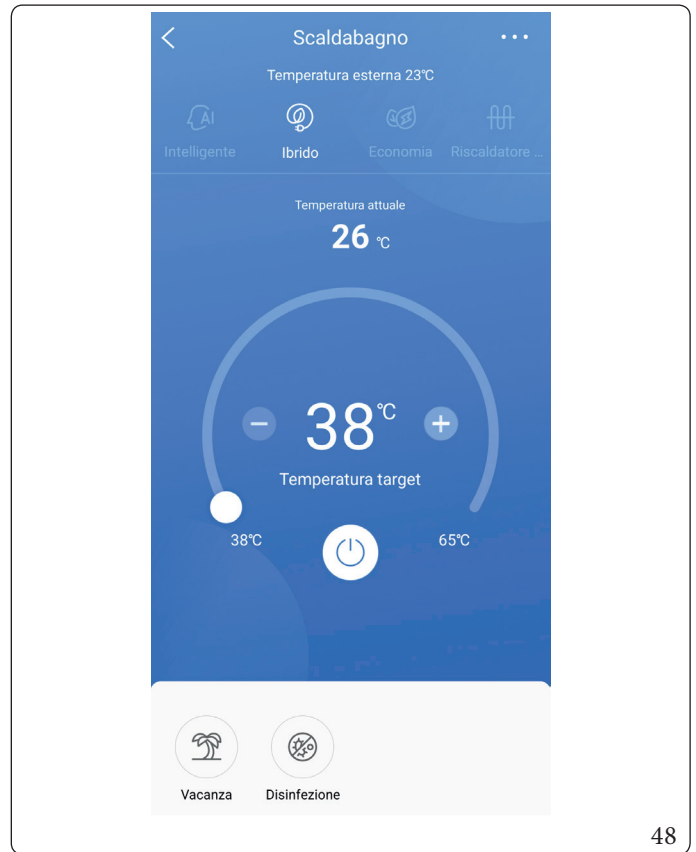 Scaldabagno
Temperatura esterna 23℃
AI
Intelligente Ibrido Economia Riscaldatore ...
Temperatura attuale
26 ℃
38℃
Temperatura target
38℃ 65℃
Vacanza Disinfezione
48